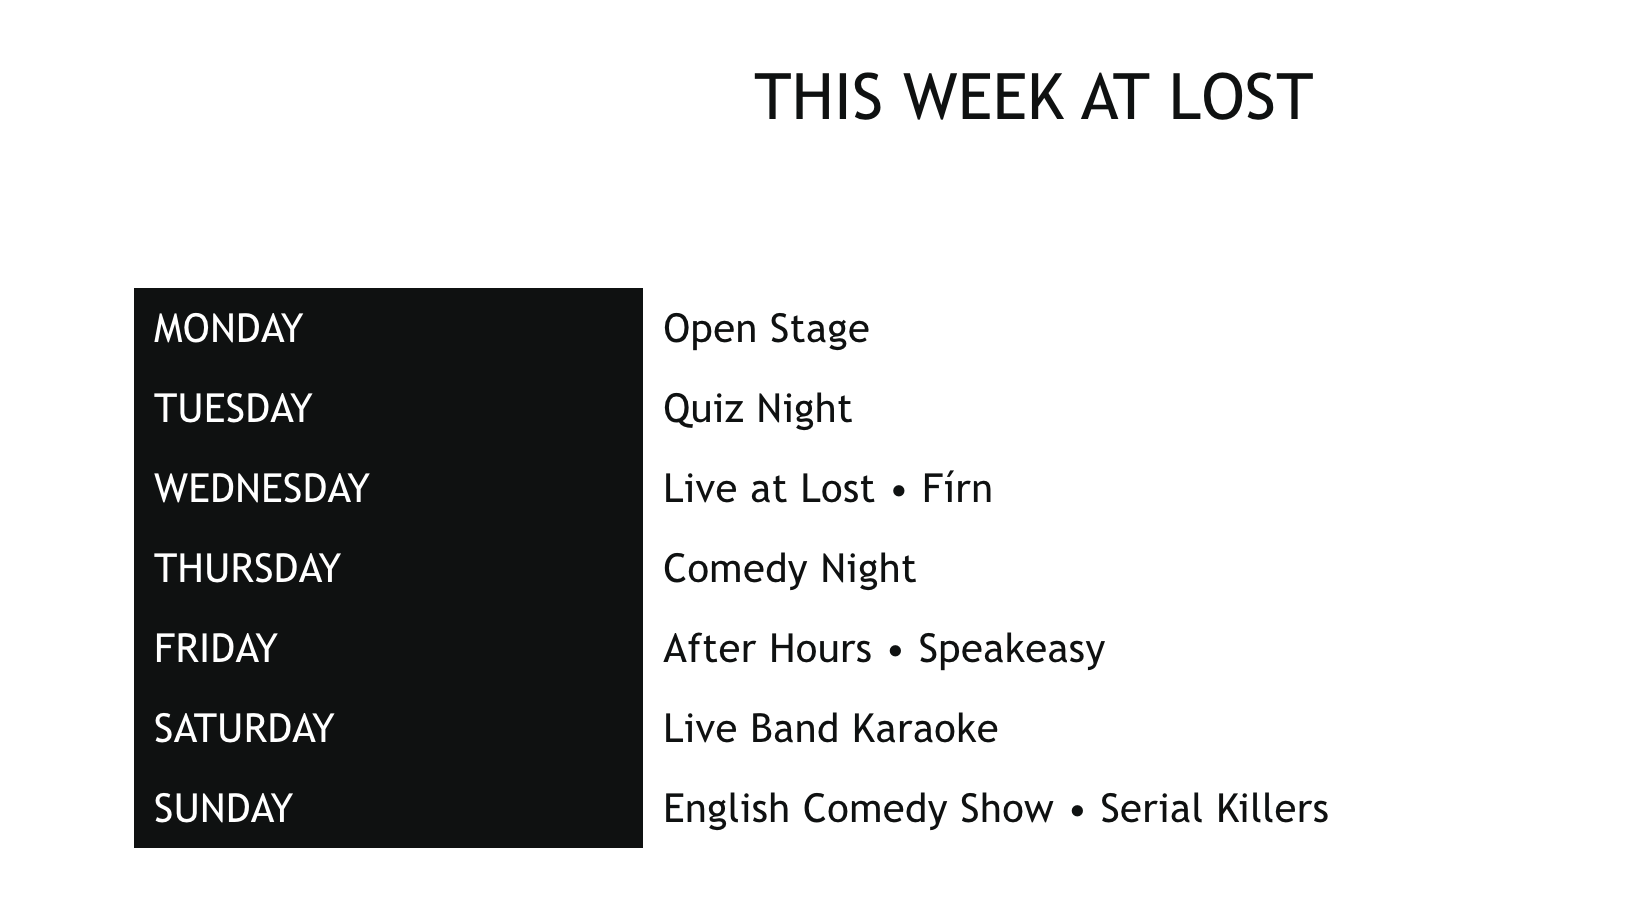 THIS WEEK AT LOST
MONDAY Open Stage
TUESDAY Quiz Night
WEDNESDAY Live at Lost • Fírn
THURSDAY Comedy Night
FRIDAY After Hours • Speakeasy
SATURDAY Live Band Karaoke
SUNDAY English Comedy Show • Serial Killers